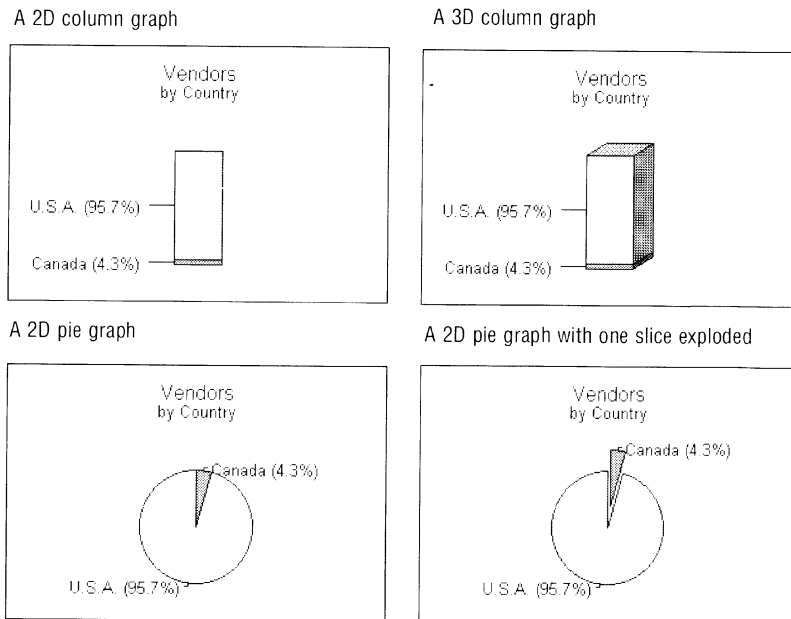 A 2D column graph
Vendors
by Country
U.S.A. (95.7%)
Canada (4.3%)
A 3D column graph
Vendors
by Country
U.S.A. (95.7%)
Canada (4.3%)
A 2D pie graph
Vendors
by Country
Canada (4.3%)
U.S.A. (95.7%)
A 2D pie graph with one slice exploded
Vendors
by Country
Canada (4.3%)
U.S.A. (95.7%)